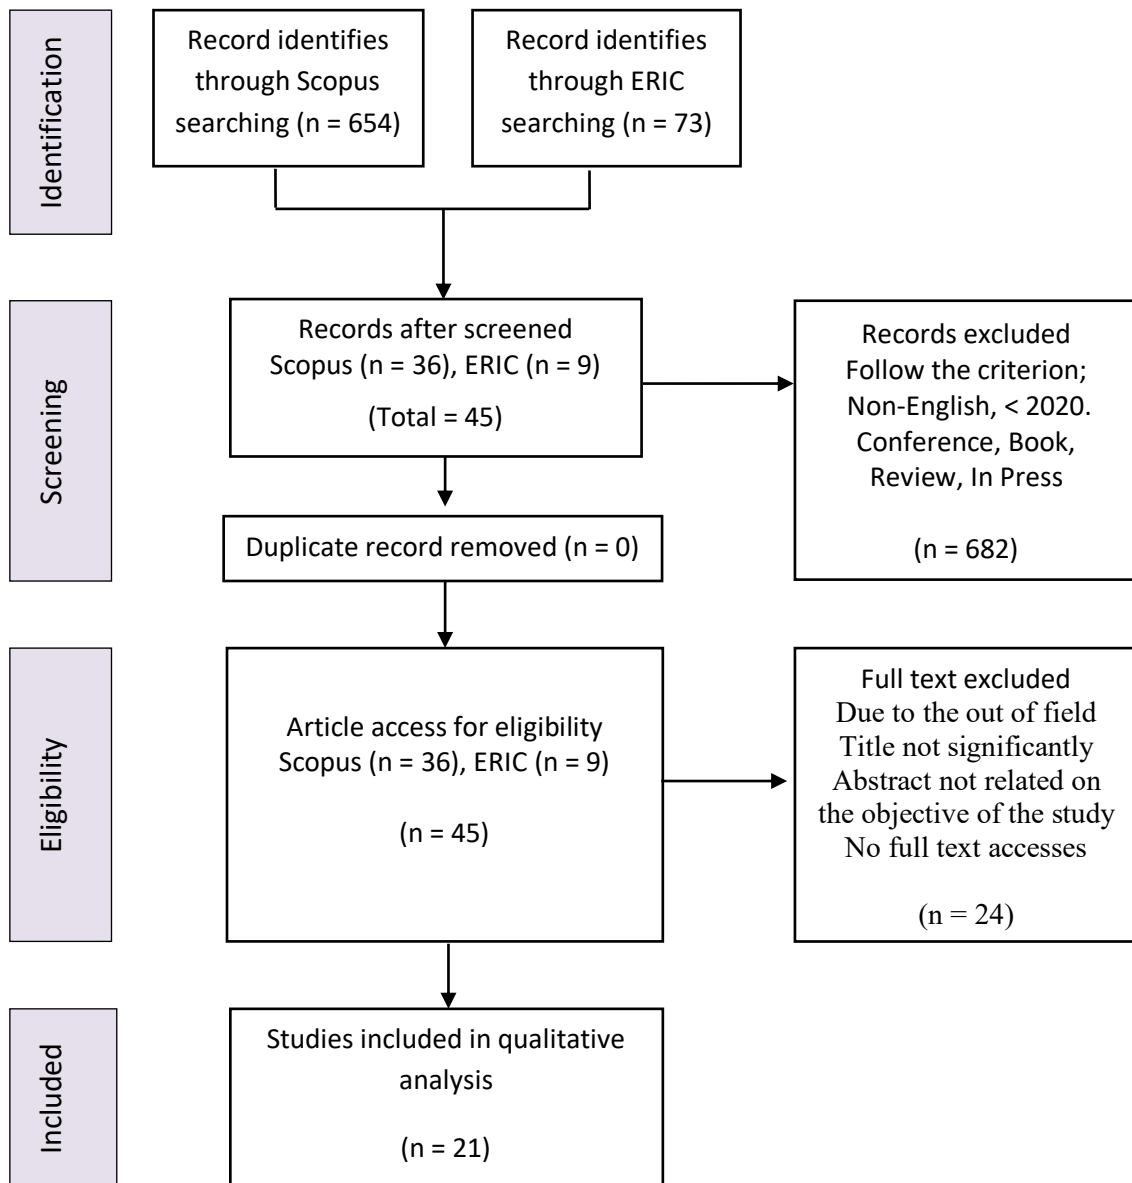 Identification
Record identifies
through Scopus
searching (n = 654)
Record identifies
through ERIC
searching (n = 73)
Screening
Records after screened
Scopus (n = 36), ERIC (n = 9)
(Total = 45)
Records excluded
Follow the criterion;
Non-English, < 2020.
Conference, Book,
Review, In Press
(n = 682)
Duplicate record removed (n = 0)
Eligibility
Article access for eligibility
Scopus (n = 36), ERIC (n = 9)
(n = 45)
Full text excluded
Due to the out of field
Title not significantly
Abstract not related on
the objective of the study
No full text accesses
(n = 24)
Included
Studies included in qualitative
analysis
(n = 21)